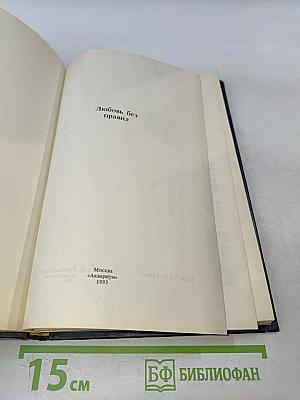 Любовь без
правил
Москва
«Аквариум»
1993
15 см
БФ БИБЛИОФАН